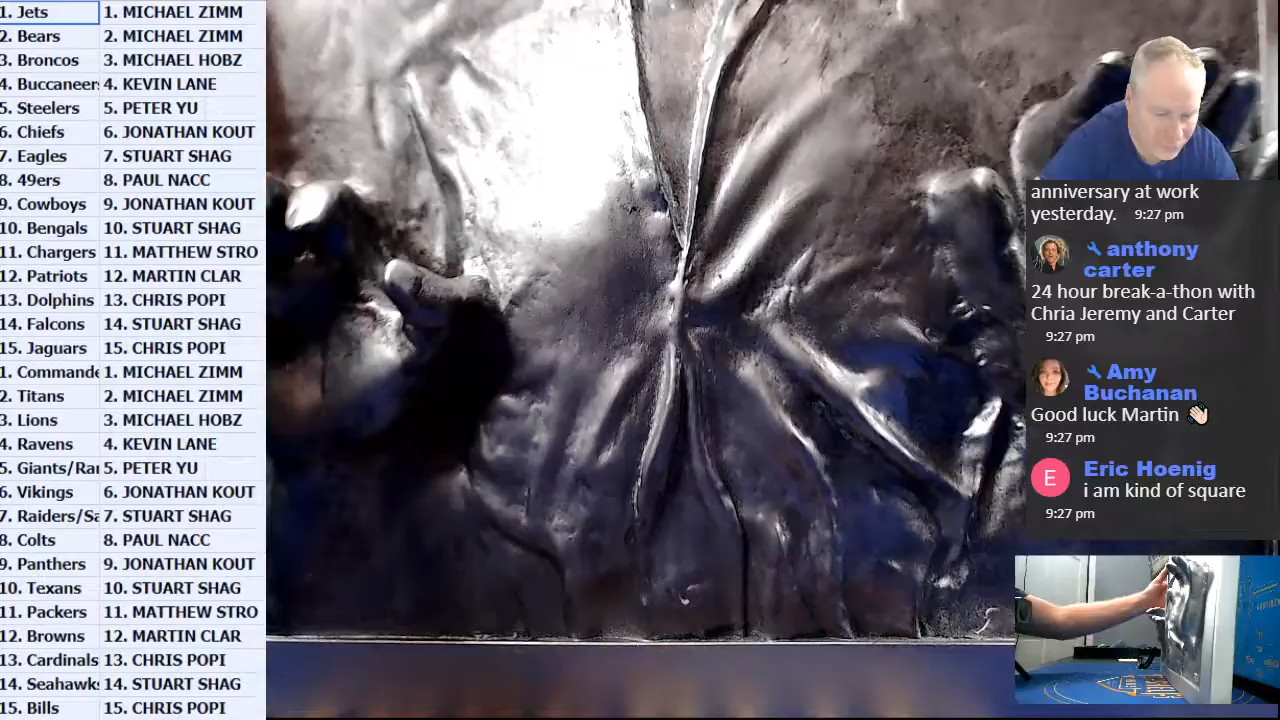 1. Jets 1. MICHAEL ZIMM
2. Bears 2. MICHAEL ZIMM
3. Broncos 3. MICHAEL HOBZ
4. Buccaneers 4. KEVIN LANE
5. Steelers 5. PETER YU
6. Chiefs 6. JONATHAN KOUT
7. Eagles 7. STUART SHAG
8. 49ers 8. PAUL NACC
9. Cowboys 9. JONATHAN KOUT
10. Bengals 10. STUART SHAG
11. Chargers 11. MATTHEW STRO
12. Patriots 12. MARTIN CLAR
13. Dolphins 13. CHRIS POPI
14. Falcons 14. STUART SHAG
15. Jaguars 15. CHRIS POPI
1. Commande 1. MICHAEL ZIMM
2. Titans 2. MICHAEL ZIMM
3. Lions 3. MICHAEL HOBZ
4. Ravens 4. KEVIN LANE
5. Giants/Ra 5. PETER YU
6. Vikings 6. JONATHAN KOUT
7. Raiders/Sa 7. STUART SHAG
8. Colts 8. PAUL NACC
9. Panthers 9. JONATHAN KOUT
10. Texans 10. STUART SHAG
11. Packers 11. MATTHEW STRO
12. Browns 12. MARTIN CLAR
13. Cardinals 13. CHRIS POPI
14. Seahawks 14. STUART SHAG
15. Bills 15. CHRIS POPI
anniversary at work
yesterday. 9:27 pm
anthony
carter
24 hour break-a-thon with
Chria Jeremy and Carter
9:27 pm
Amy
Buchanan
Good luck Martin 👋🏻
9:27 pm
E
Eric Hoenig
i am kind of square
9:27 pm